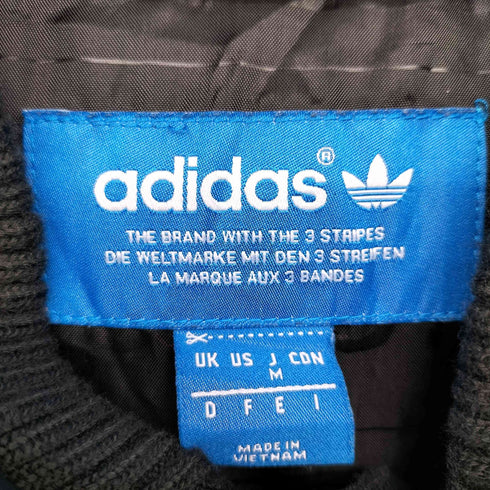 adidas®
THE BRAND WITH THE 3 STRIPES
DIE WELTMARKE MIT DEN 3 STREIFEN
LA MARQUE AUX 3 BANDES
UK US J CDN
M
D F E I
MADE IN
VIETNAM